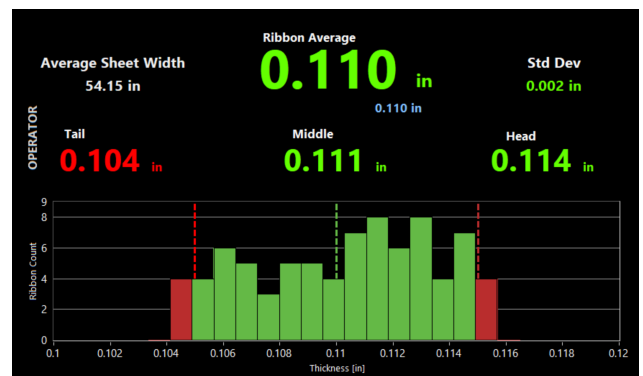 Ribbon Average
Average Sheet Width
0.110 in
Std Dev
54.15 in
0.002 in
0.110 in
OPERATOR
Tail
Middle
Head
0.104 in
0.111 in
0.114 in
Ribbon Count
9
8
6
4
2
0
0.1 0.102 0.104 0.106 0.108 0.11 0.112 0.114 0.116 0.118 0.12
Thickness [in]